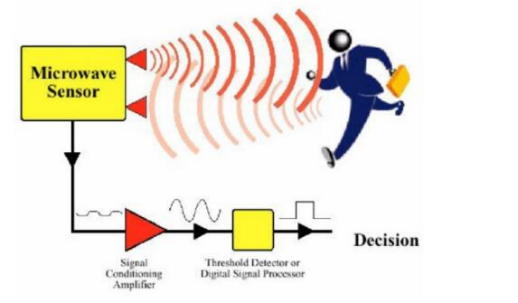 Microwave
Sensor
Decision
Signal
Conditioning
Amplifier
Threshold Detector or
Digital Signal Processor